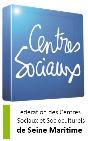 Centres
Sociaux
Fédération des Centres
Sociaux et Socioculturels
de Seine Maritime